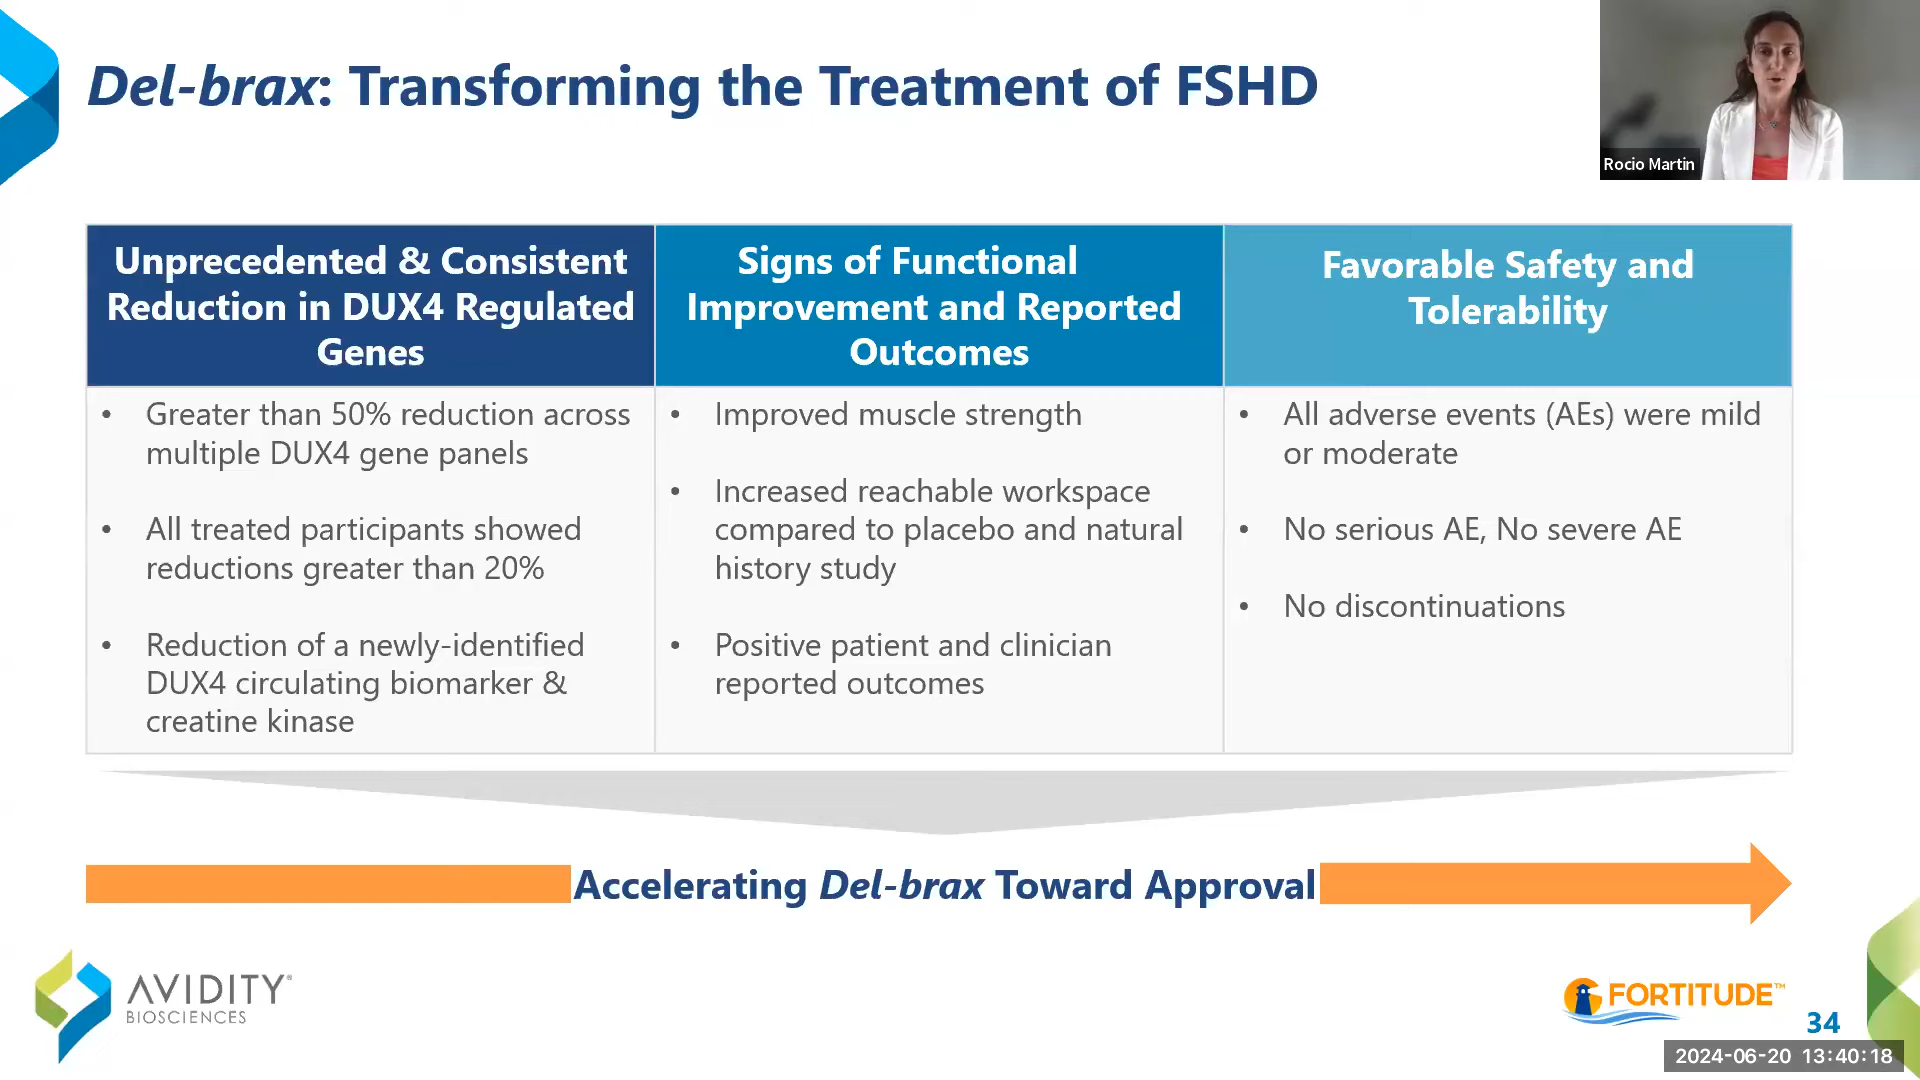 Del-brax: Transforming the Treatment of FSHD
Rocio Martin
Unprecedented & Consistent
Reduction in DUX4 Regulated
Genes
Signs of Functional
Improvement and Reported
Outcomes
Favorable Safety and
Tolerability
• Greater than 50% reduction across
multiple DUX4 gene panels
• All treated participants showed
reductions greater than 20%
• Reduction of a newly-identified
DUX4 circulating biomarker &
creatine kinase
• Improved muscle strength
• Increased reachable workspace
compared to placebo and natural
history study
• Positive patient and clinician
reported outcomes
• All adverse events (AEs) were mild
or moderate
• No serious AE, No severe AE
• No discontinuations
Accelerating Del-brax Toward Approval
AVIDITY®
BIOSCIENCES
FORTITUDE™
34
2024-06-20 13:40:18